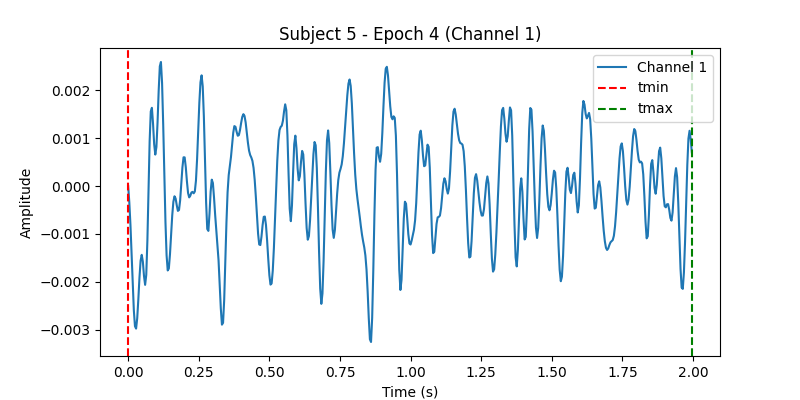 Subject 5 - Epoch 4 (Channel 1)
Channel 1
tmin
tmax
Amplitude
0.002
0.001
0.000
−0.001
−0.002
−0.003
0.00 0.25 0.50 0.75 1.00 1.25 1.50 1.75 2.00
Time (s)